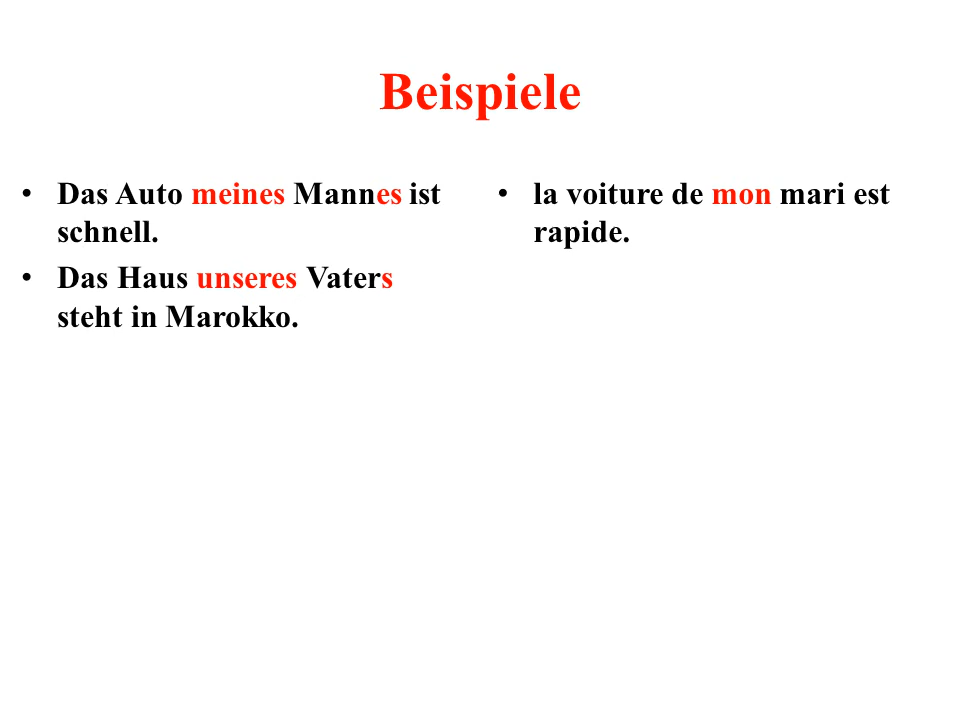 Beispiele
• Das Auto meines Mannes ist
schnell.
• Das Haus unseres Vaters
steht in Marokko.
• la voiture de mon mari est
rapide.